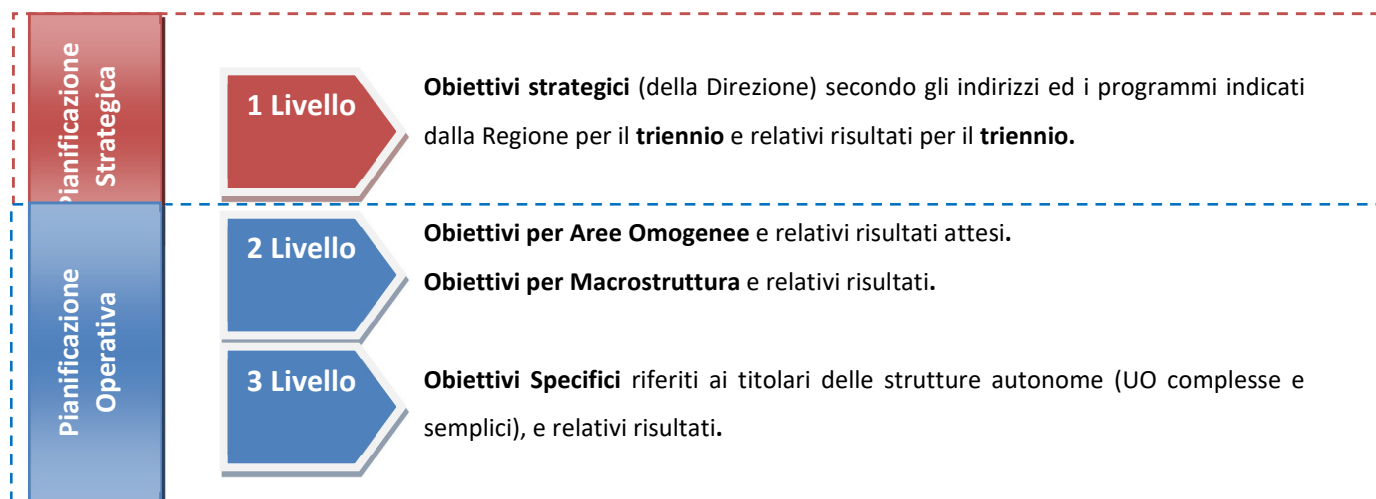 Pianificazione
Strategica
1 Livello
Obiettivi strategici (della Direzione) secondo gli indirizzi ed i programmi indicati
dalla Regione per il triennio e relativi risultati per il triennio.
Pianificazione
Operativa
2 Livello
Obiettivi per Aree Omogenee e relativi risultati attesi.
Obiettivi per Macrostruttura e relativi risultati.
3 Livello
Obiettivi Specifici riferiti ai titolari delle strutture autonome (UO complesse e
semplici), e relativi risultati.